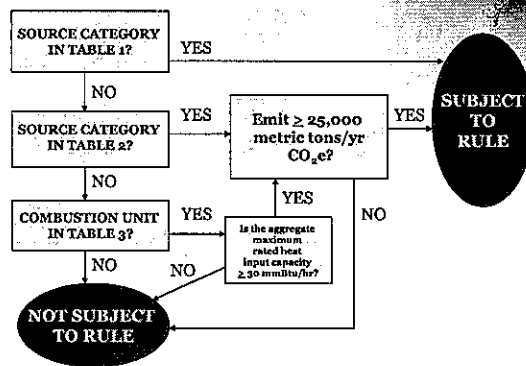 SOURCE CATEGORY
IN TABLE 1?
YES
NO
SOURCE CATEGORY
IN TABLE 2?
YES
Emit ≥ 25,000
metric tons/yr
CO₂e?
YES
SUBJECT
TO
RULE
NO
COMBUSTION UNIT
IN TABLE 3?
YES
Is the aggregate
maximum
rated heat
input capacity
≥ 30 mmBtu/hr?
YES
NO
NO
NO
NOT SUBJECT
TO RULE